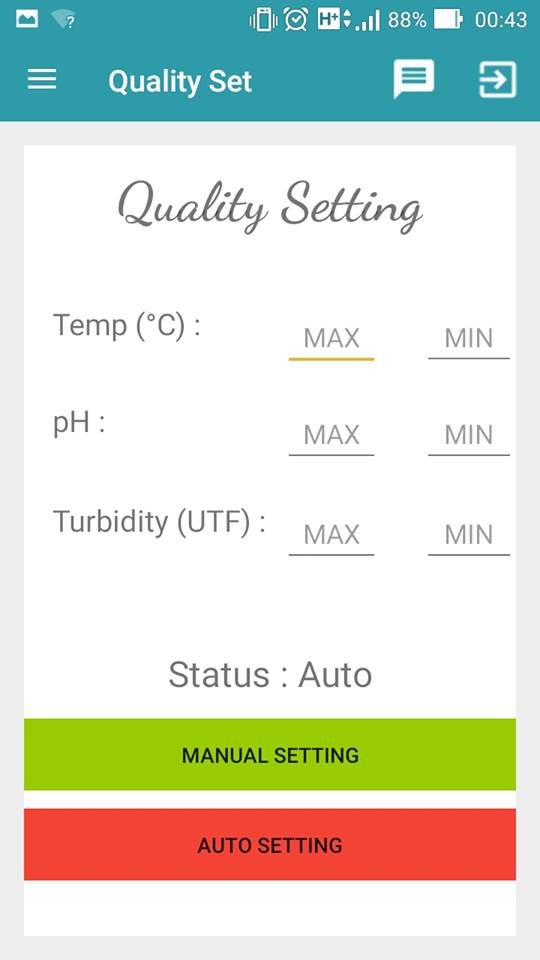 H+ 88% 00:43
Quality Set
Quality Setting
Temp (°C) : MAX MIN
pH : MAX MIN
Turbidity (UTF) : MAX MIN
Status : Auto
MANUAL SETTING
AUTO SETTING